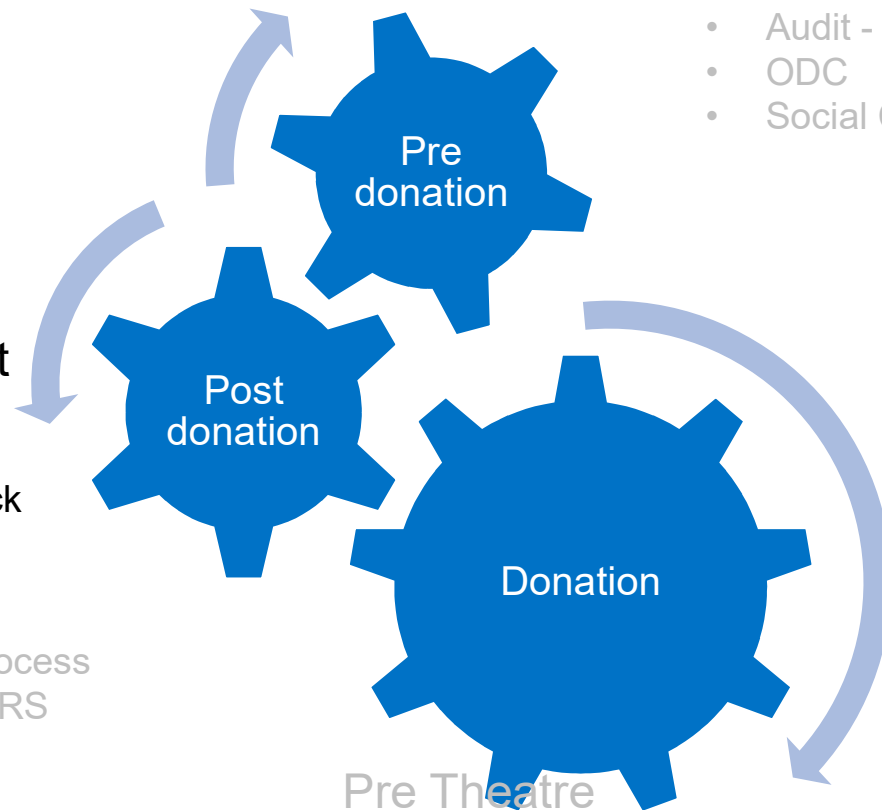 • Audit -
• ODC
• Social
Pre
donation
t
Post
donation
ck
Donation
ocess
RS
Pre Theatre